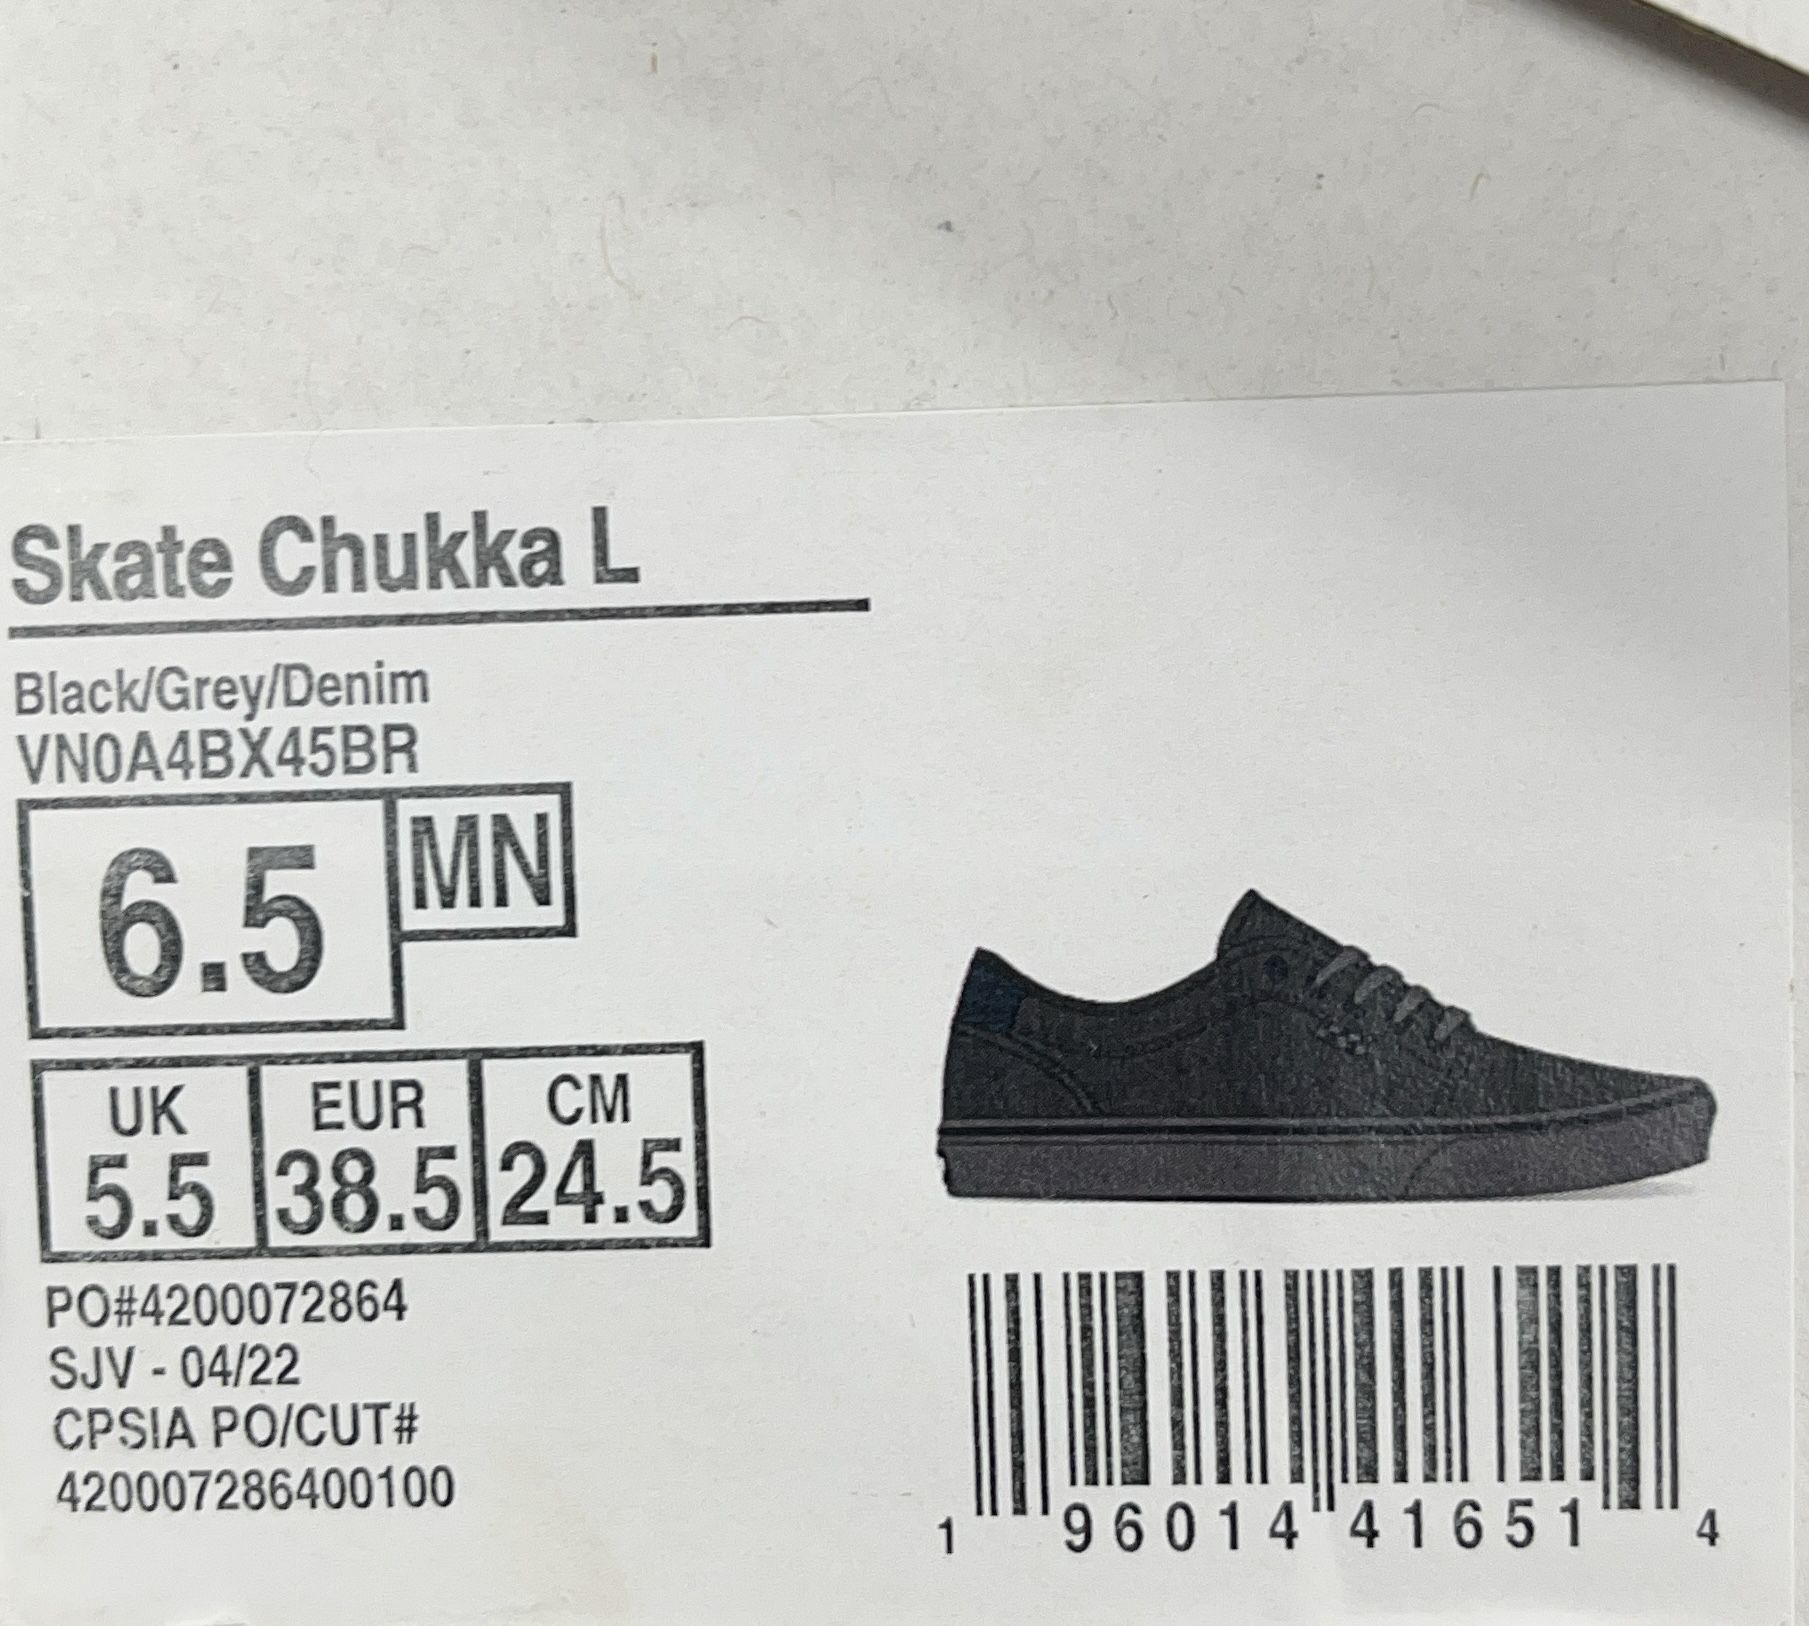 Skate Chukka L
Black/Grey/Denim
VN0A4BX45BR
6.5 MN
UK EUR CM
5.5 38.5 24.5
PO#4200072864
SJV - 04/22
CPSIA PO/CUT#
420007286400100
1 96014 41651 4